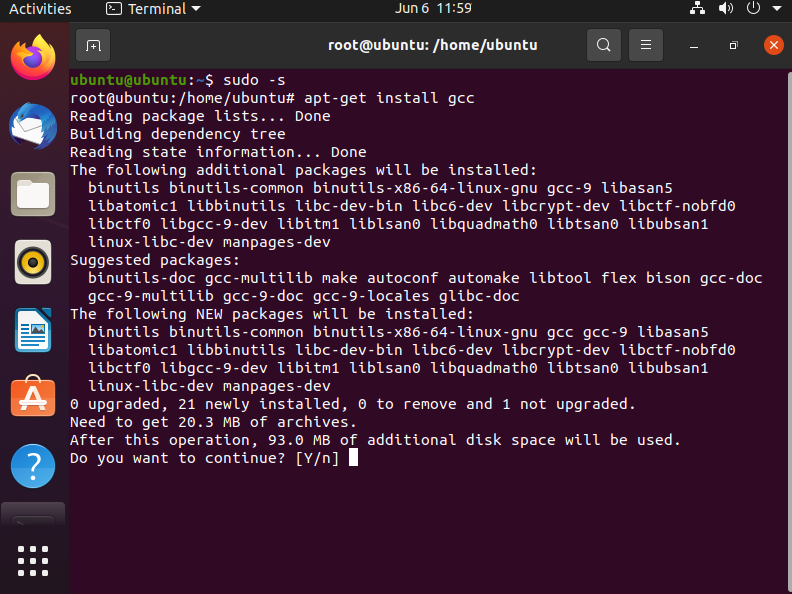 Activities Terminal Jun 6 11:59
root@ubuntu: /home/ubuntu
ubuntu@ubuntu:~$ sudo -s
root@ubuntu:/home/ubuntu# apt-get install gcc
Reading package lists... Done
Building dependency tree
Reading state information... Done
The following additional packages will be installed:
  binutils binutils-common binutils-x86-64-linux-gnu gcc-9 libasan5
  libatomic1 libbinutils libc-dev-bin libc6-dev libcrypt-dev libctf-nobfd0
  libctf0 libgcc-9-dev libitm1 liblsan0 libquadmath0 libtsan0 libubsan1
  linux-libc-dev manpages-dev
Suggested packages:
  binutils-doc gcc-multilib make autoconf automake libtool flex bison gcc-doc
  gcc-9-multilib gcc-9-doc gcc-9-locales glibc-doc
The following NEW packages will be installed:
  binutils binutils-common binutils-x86-64-linux-gnu gcc gcc-9 libasan5
  libatomic1 libbinutils libc-dev-bin libc6-dev libcrypt-dev libctf-nobfd0
  libctf0 libgcc-9-dev libitm1 liblsan0 libquadmath0 libtsan0 libubsan1
  linux-libc-dev manpages-dev
0 upgraded, 21 newly installed, 0 to remove and 1 not upgraded.
Need to get 20.3 MB of archives.
After this operation, 93.0 MB of additional disk space will be used.
Do you want to continue? [Y/n]